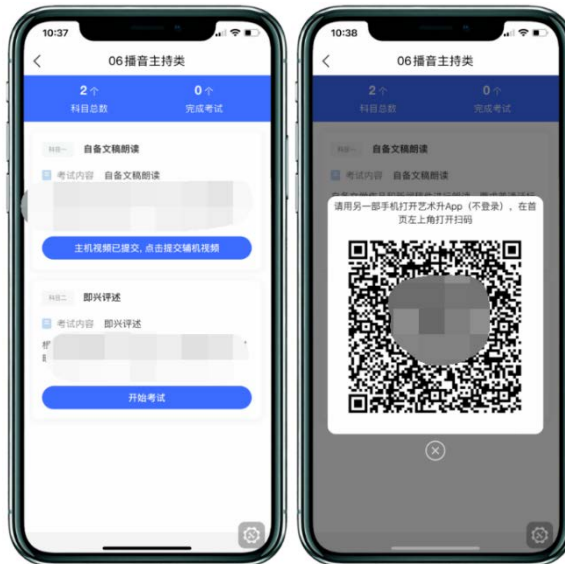 10:37
06播音主持类
2个
0个
科目总数
完成考试
科目一 自备文稿朗读
考试内容 自备文稿朗读
主机视频已提交,点击提交辅机视频
科目二 即兴评述
考试内容 即兴评述
开始考试
10:38
06播音主持类
2个
0个
科目总数
完成考试
科目一 自备文稿朗读
考试内容 自备文稿朗读
请用另一部手机打开艺术升App（不登录），在首
页左上角打开扫码